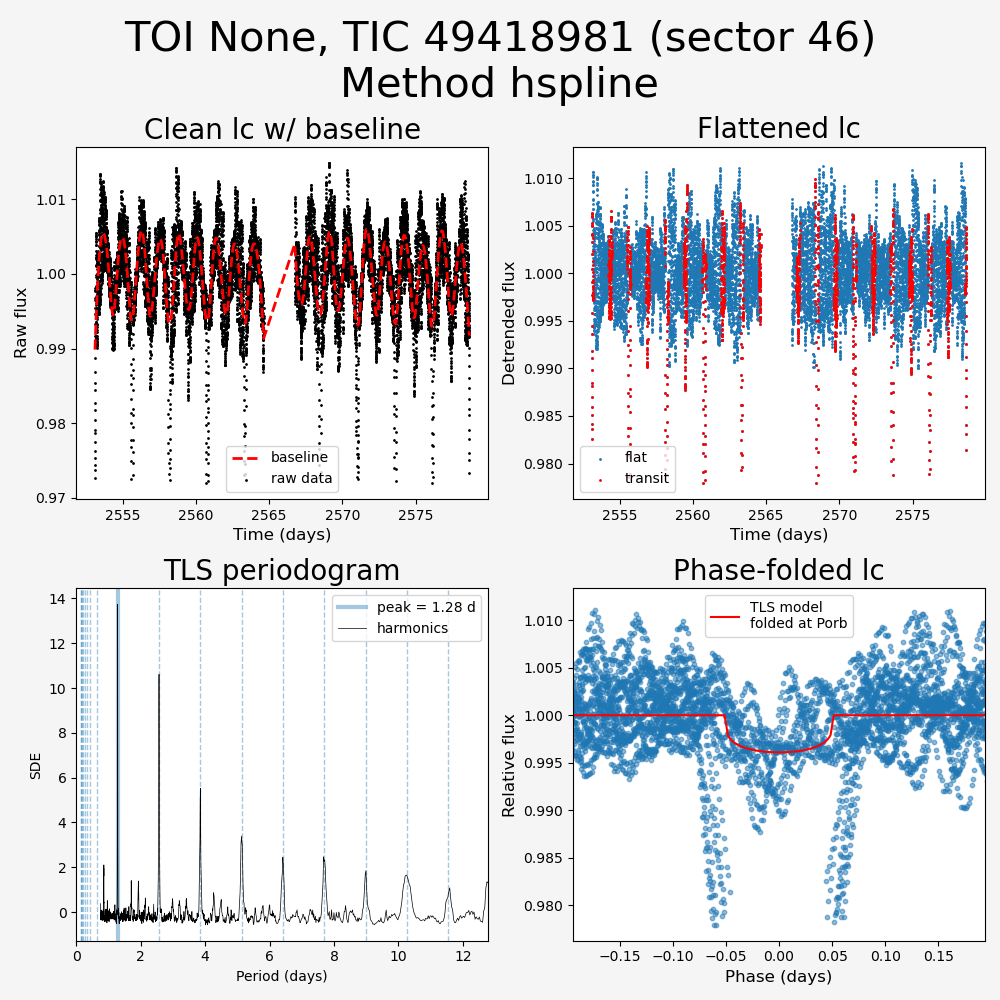 TOI None, TIC 49418981 (sector 46)
Method hspline
Clean lc w/ baseline
Raw flux
1.01
1.00
0.99
0.98
0.97
baseline
raw data
2555 2560 2565 2570 2575
Time (days)
Flattened lc
Detrended flux
1.010
1.005
1.000
0.995
0.990
0.985
0.980
flat
transit
2555 2560 2565 2570 2575
Time (days)
TLS periodogram
SDE
14
12
10
8
6
4
2
0
peak = 1.28 d
harmonics
0 2 4 6 8 10 12
Period (days)
Phase-folded lc
Relative flux
1.010
1.005
1.000
0.995
0.990
0.985
0.980
TLS model
folded at Porb
−0.15 −0.10 −0.05 0.00 0.05 0.10 0.15
Phase (days)